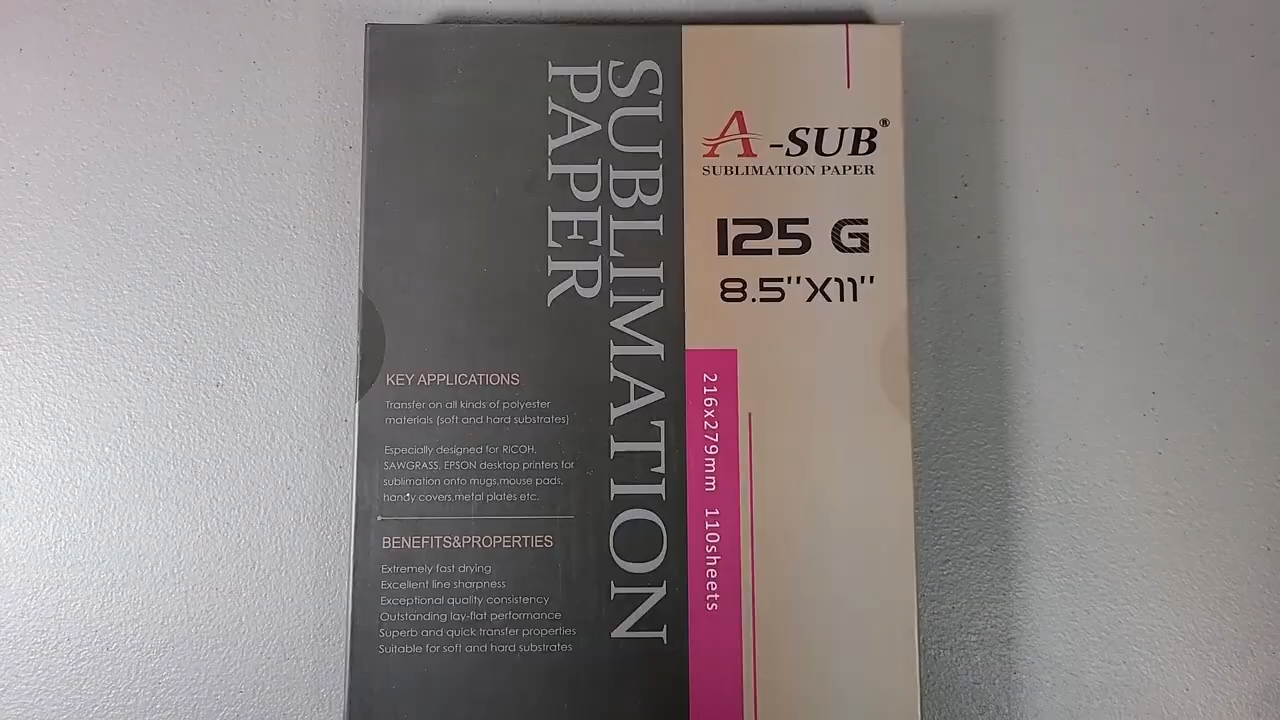 SUBLIMATION
PAPER
A-SUB®
SUBLIMATION PAPER
125 G
8.5"X11"
216x279mm 110sheets
KEY APPLICATIONS
Transfer on all kinds of polyester
materials (soft and hard substrates)
Especially designed for RICOH,
SAWGRASS, EPSON desktop printers for
sublimation onto mugs,mouse pads,
handy covers,metal plates etc.
BENEFITS&PROPERTIES
Extremely fast drying
Excellent line sharpness
Exceptional quality consistency
Outstanding lay-flat performance
Superb and quick transfer properties
Suitable for soft and hard substrates